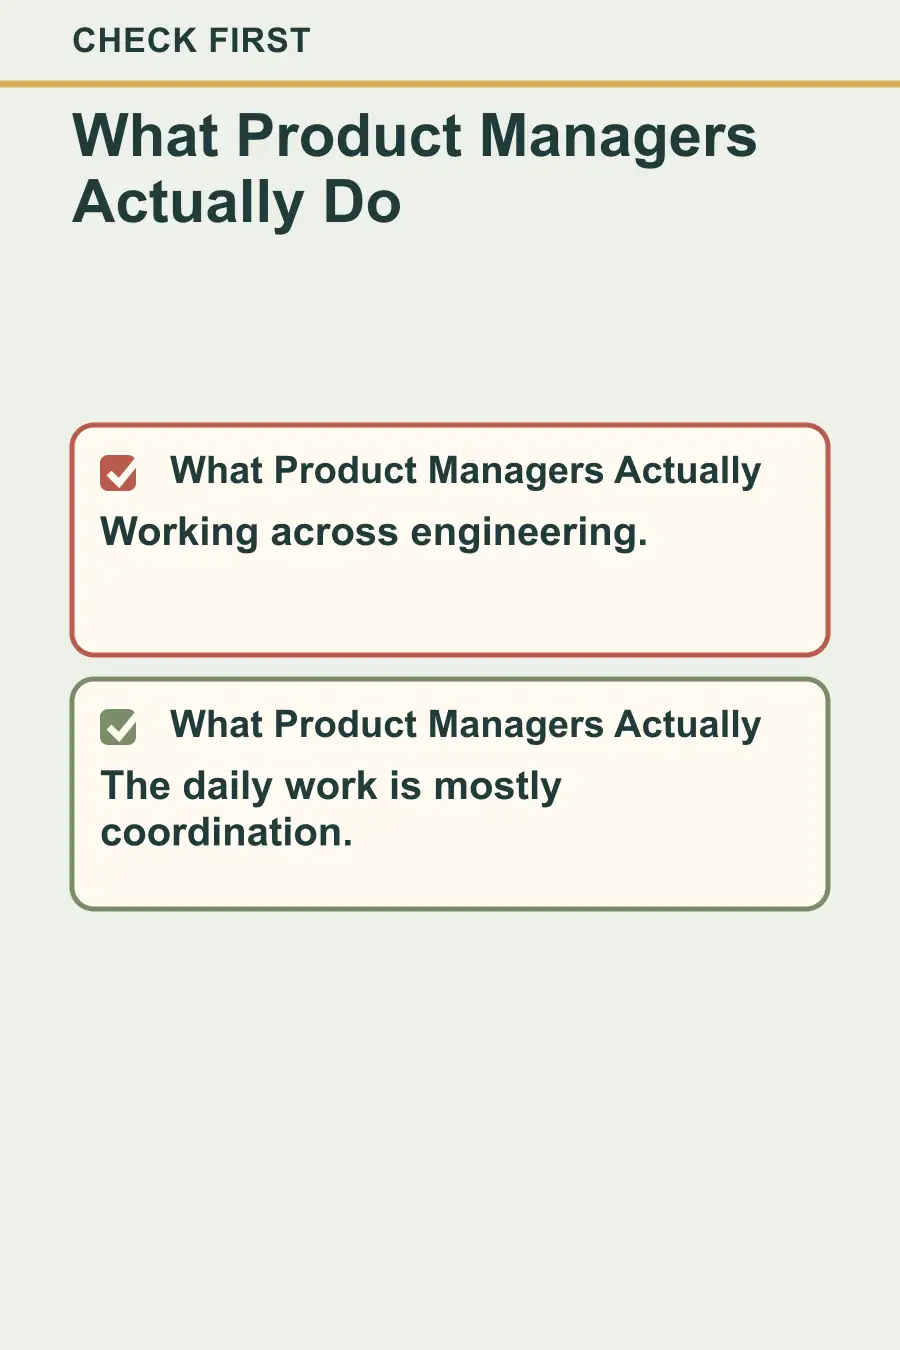 CHECK FIRST
What Product Managers
Actually Do
What Product Managers Actually
Working across engineering.
What Product Managers Actually
The daily work is mostly
coordination.